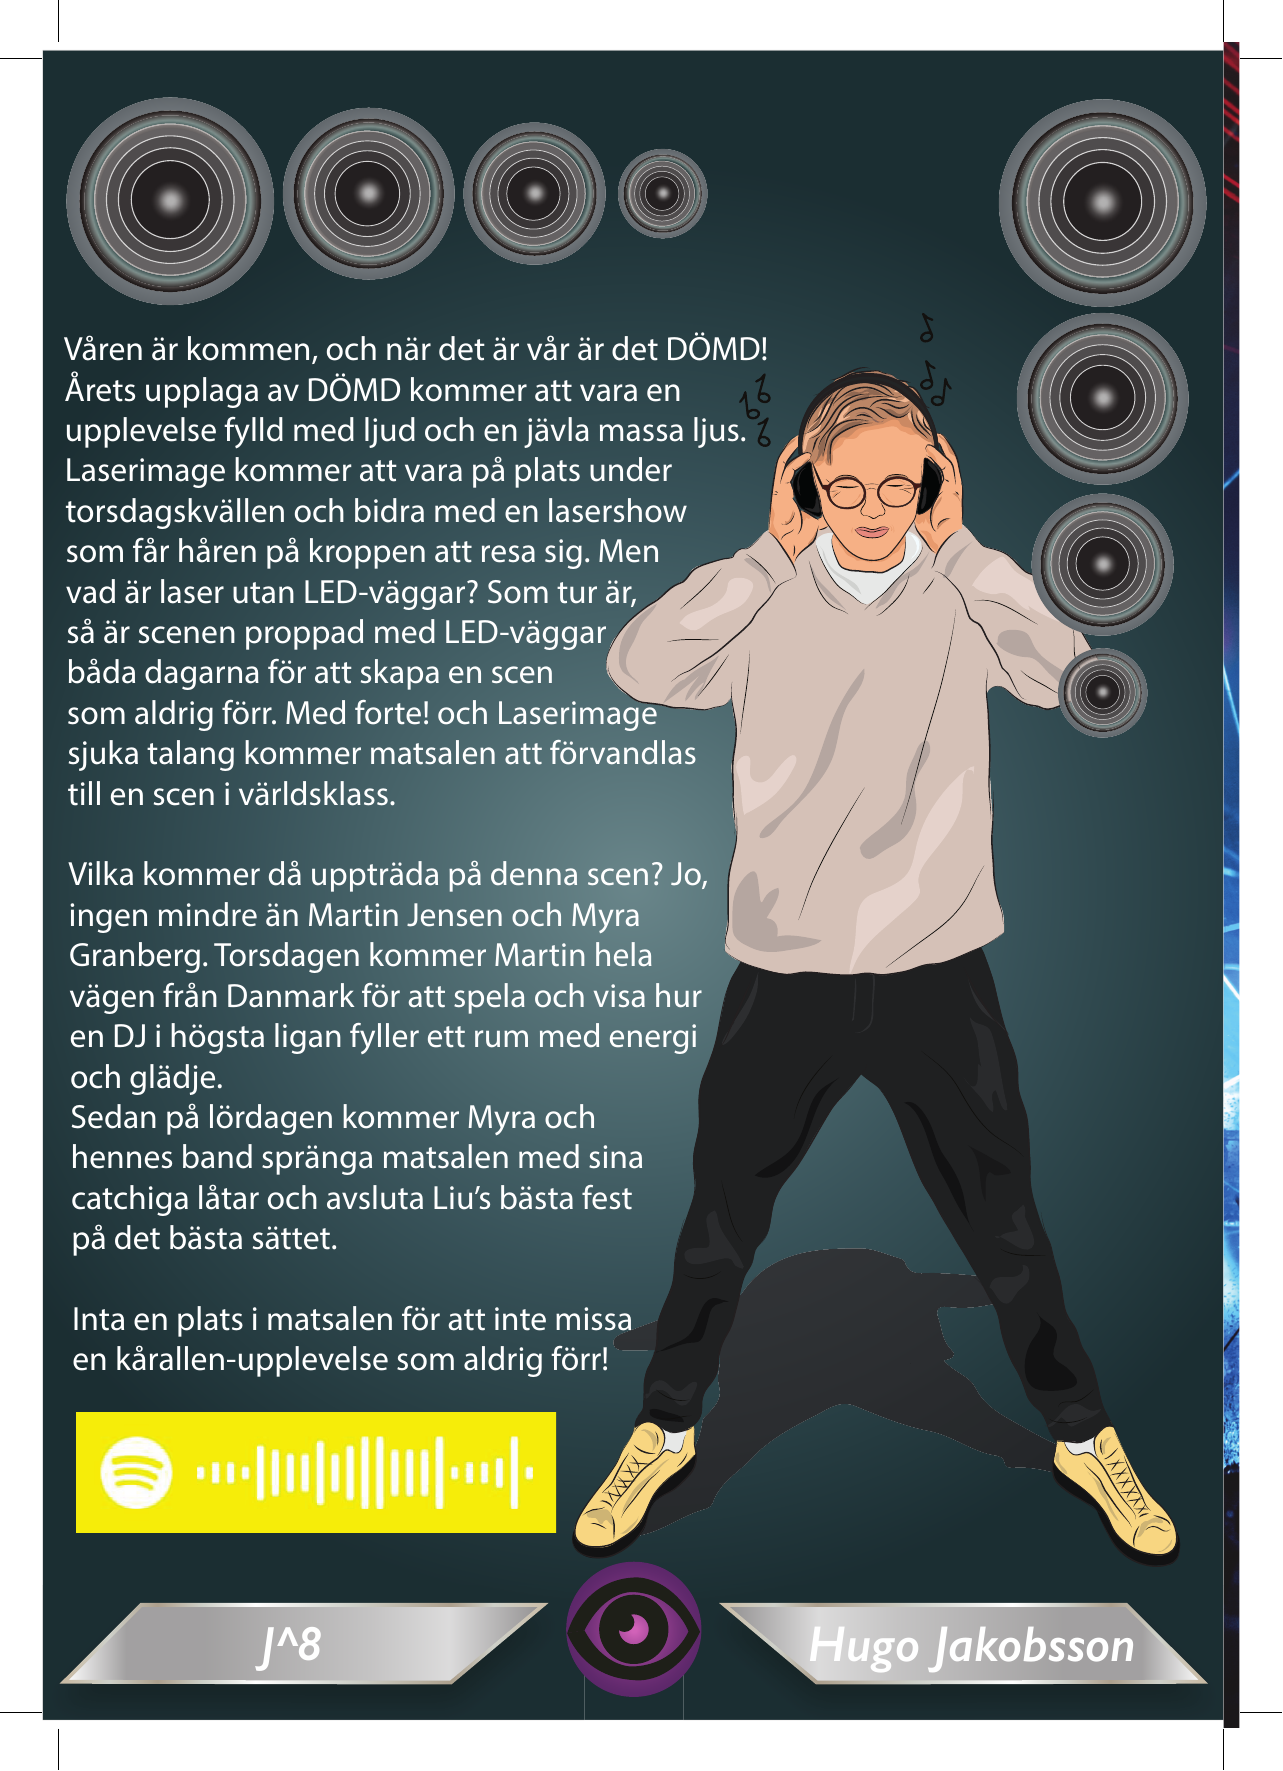 Våren är kommen, och när det är vår är det DÖMD!
Årets upplaga av DÖMD kommer att vara en
upplevelse fylld med ljud och en jävla massa ljus.
Laserimage kommer att vara på plats under
torsdagskvällen och bidra med en lasershow
som får håren på kroppen att resa sig. Men
vad är laser utan LED-väggar? Som tur är,
så är scenen proppad med LED-väggar
båda dagarna för att skapa en scen
som aldrig förr. Med forte! och Laserimage
sjuka talang kommer matsalen att förvandlas
till en scen i världsklass.

Vilka kommer då uppträda på denna scen? Jo,
ingen mindre än Martin Jensen och Myra
Granberg. Torsdagen kommer Martin hela
vägen från Danmark för att spela och visa hur
en DJ i högsta ligan fyller ett rum med energi
och glädje.
Sedan på lördagen kommer Myra och
hennes band spränga matsalen med sina
catchiga låtar och avsluta Liu’s bästa fest
på det bästa sättet.

Inta en plats i matsalen för att inte missa
en kårallen-upplevelse som aldrig förr!

J^8
Hugo Jakobsson